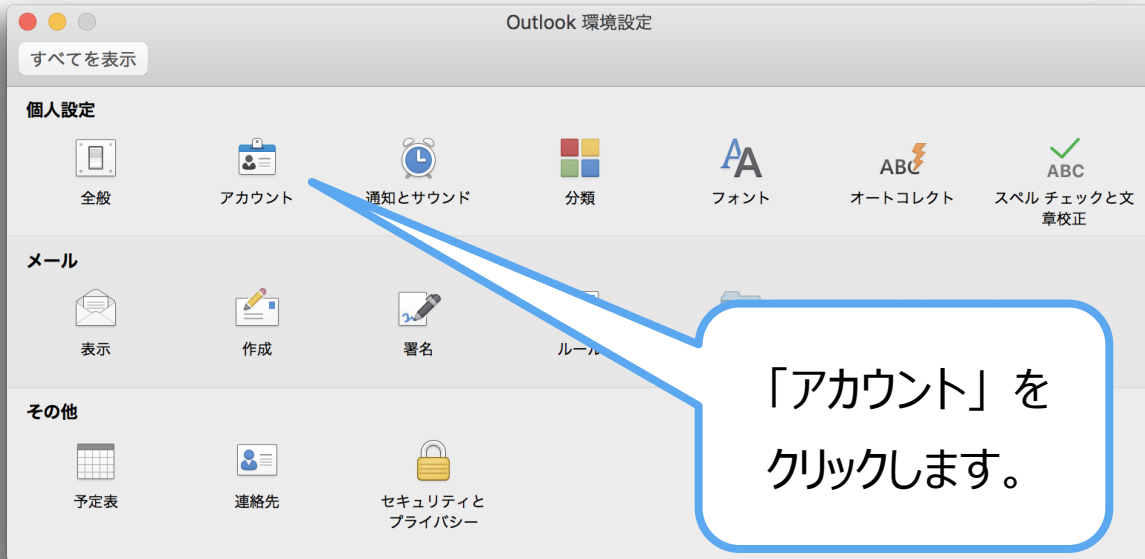 Outlook 環境設定
すべてを表示
個人設定
全般
アカウント
通知とサウンド
分類
フォント
オートコレクト
スペル チェックと文
章校正
メール
表示
作成
署名
ルール
その他
予定表
連絡先
セキュリティと
プライバシー
「アカウント」を
クリックします。
ABC
ABC